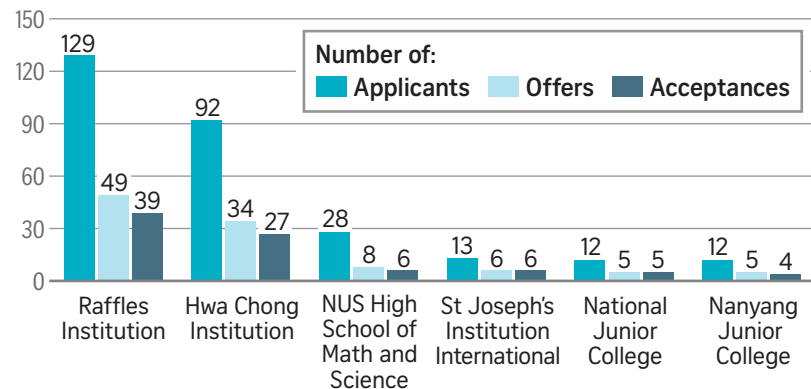 150
120
90
60
30
0
Number of:
Applicants Offers Acceptances
129 49 39
92 34 27
28 8 6
13 6 6
12 5 5
12 5 4
Raffles
Institution
Hwa Chong
Institution
NUS High
School of
Math and
Science
St Joseph's
Institution
International
National
Junior
College
Nanyang
Junior
College